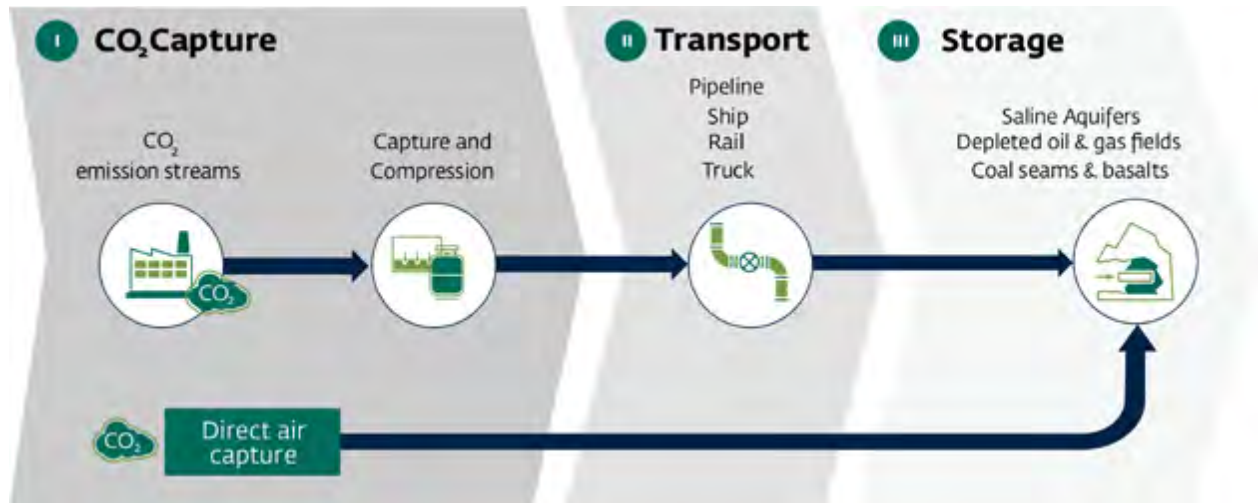 I CO₂ Capture
II Transport
III Storage
CO₂
emission streams
Capture and
Compression
Pipeline
Ship
Rail
Truck
Saline Aquifers
Depleted oil & gas fields
Coal seams & basalts
CO₂
CO₂
Direct air
capture